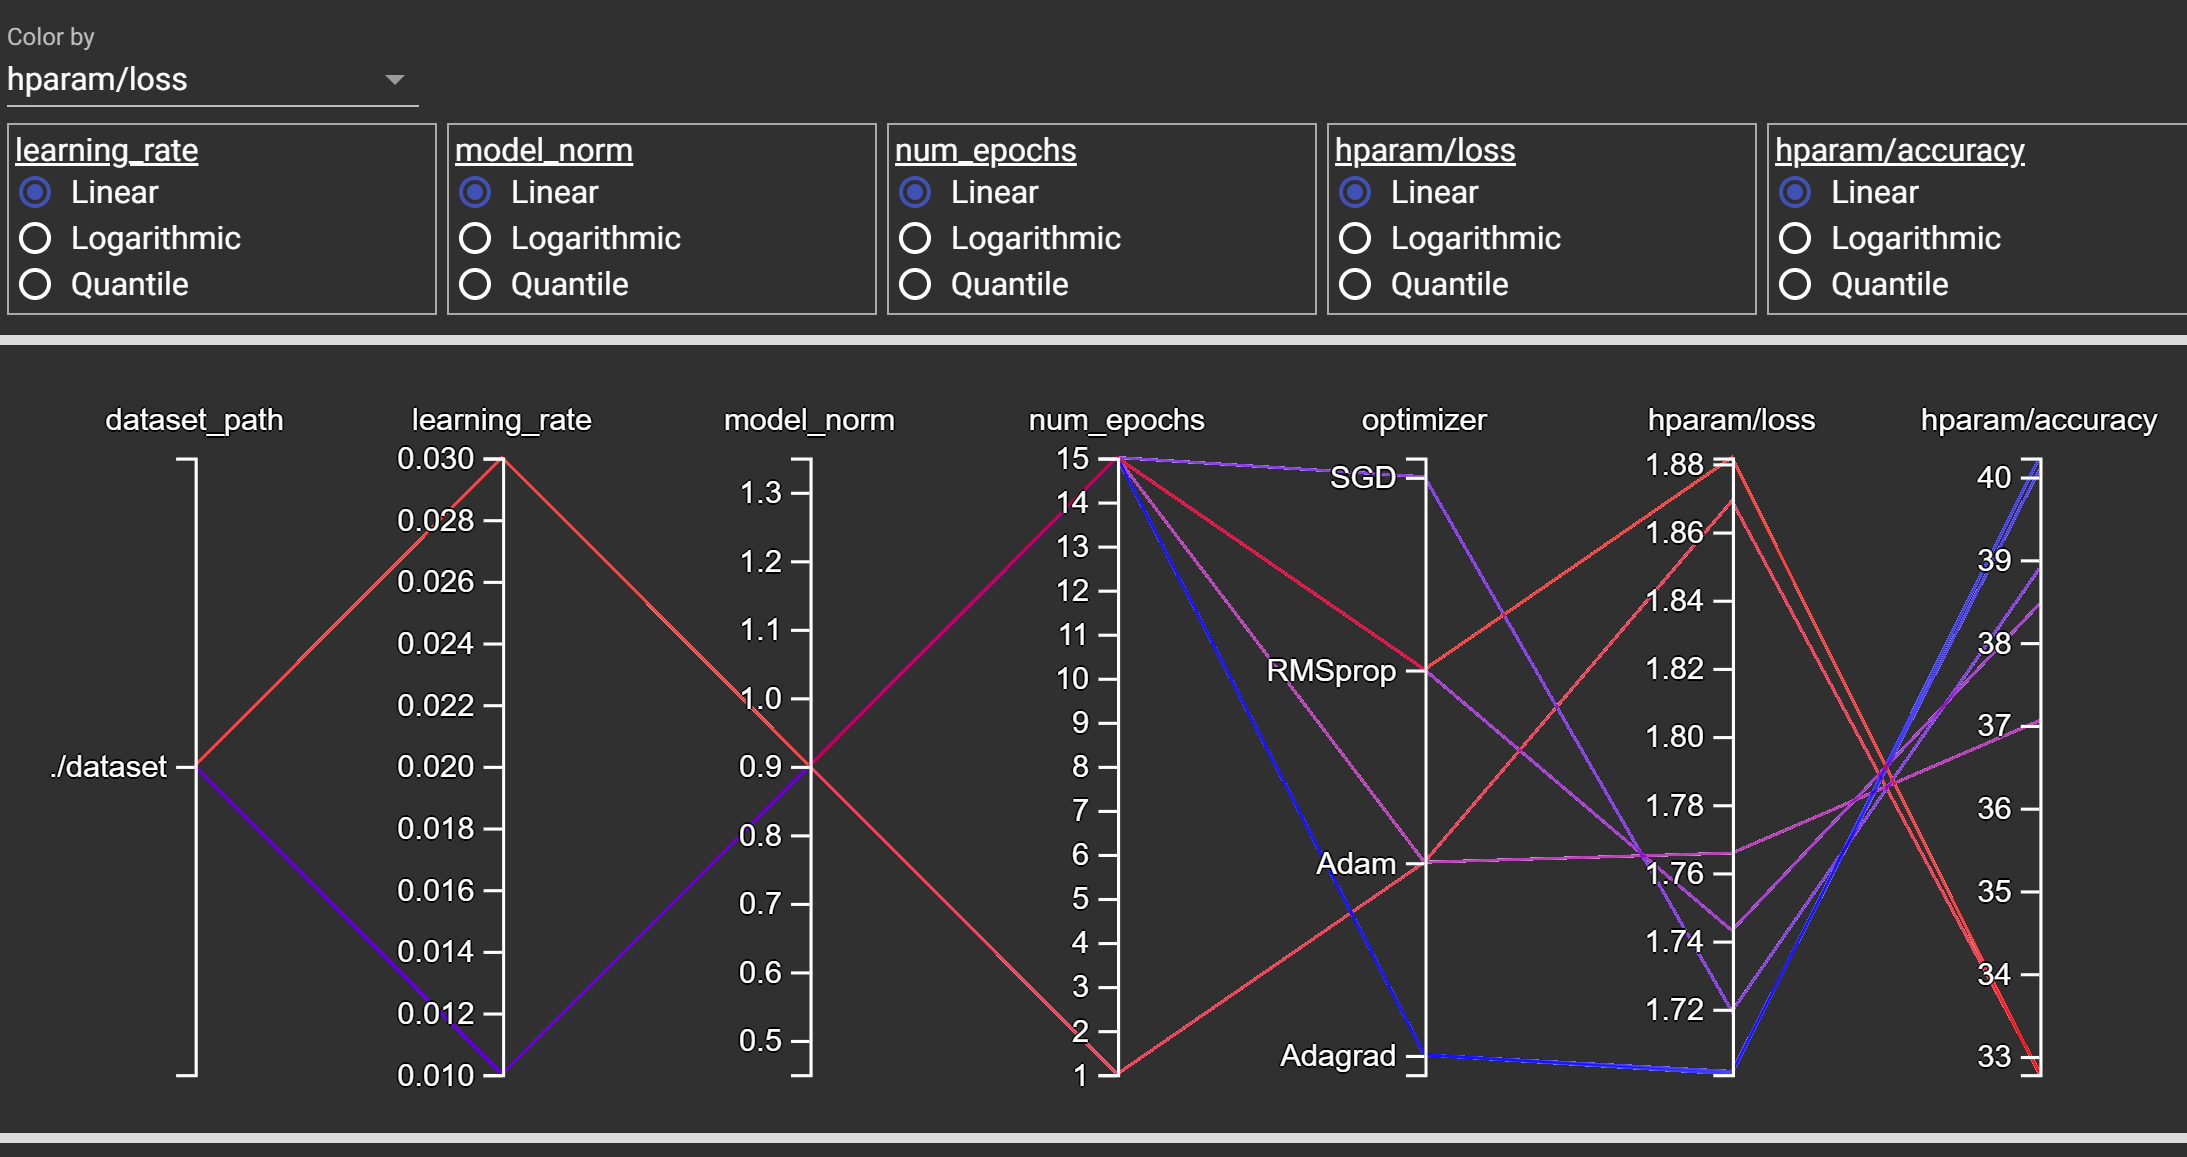 Color by
hparam/loss
learning_rate
Linear
Logarithmic
Quantile
model_norm
Linear
Logarithmic
Quantile
num_epochs
Linear
Logarithmic
Quantile
hparam/loss
Linear
Logarithmic
Quantile
hparam/accuracy
Linear
Logarithmic
Quantile
dataset_path
./dataset
learning_rate
0.030
0.028
0.026
0.024
0.022
0.020
0.018
0.016
0.014
0.012
0.010
model_norm
1.3
1.2
1.1
1.0
0.9
0.8
0.7
0.6
0.5
num_epochs
15
14
13
12
11
10
9
8
7
6
5
4
3
2
1
optimizer
SGD
RMSprop
Adam
Adagrad
hparam/loss
1.88
1.86
1.84
1.82
1.80
1.78
1.76
1.74
1.72
hparam/accuracy
40
39
38
37
36
35
34
33